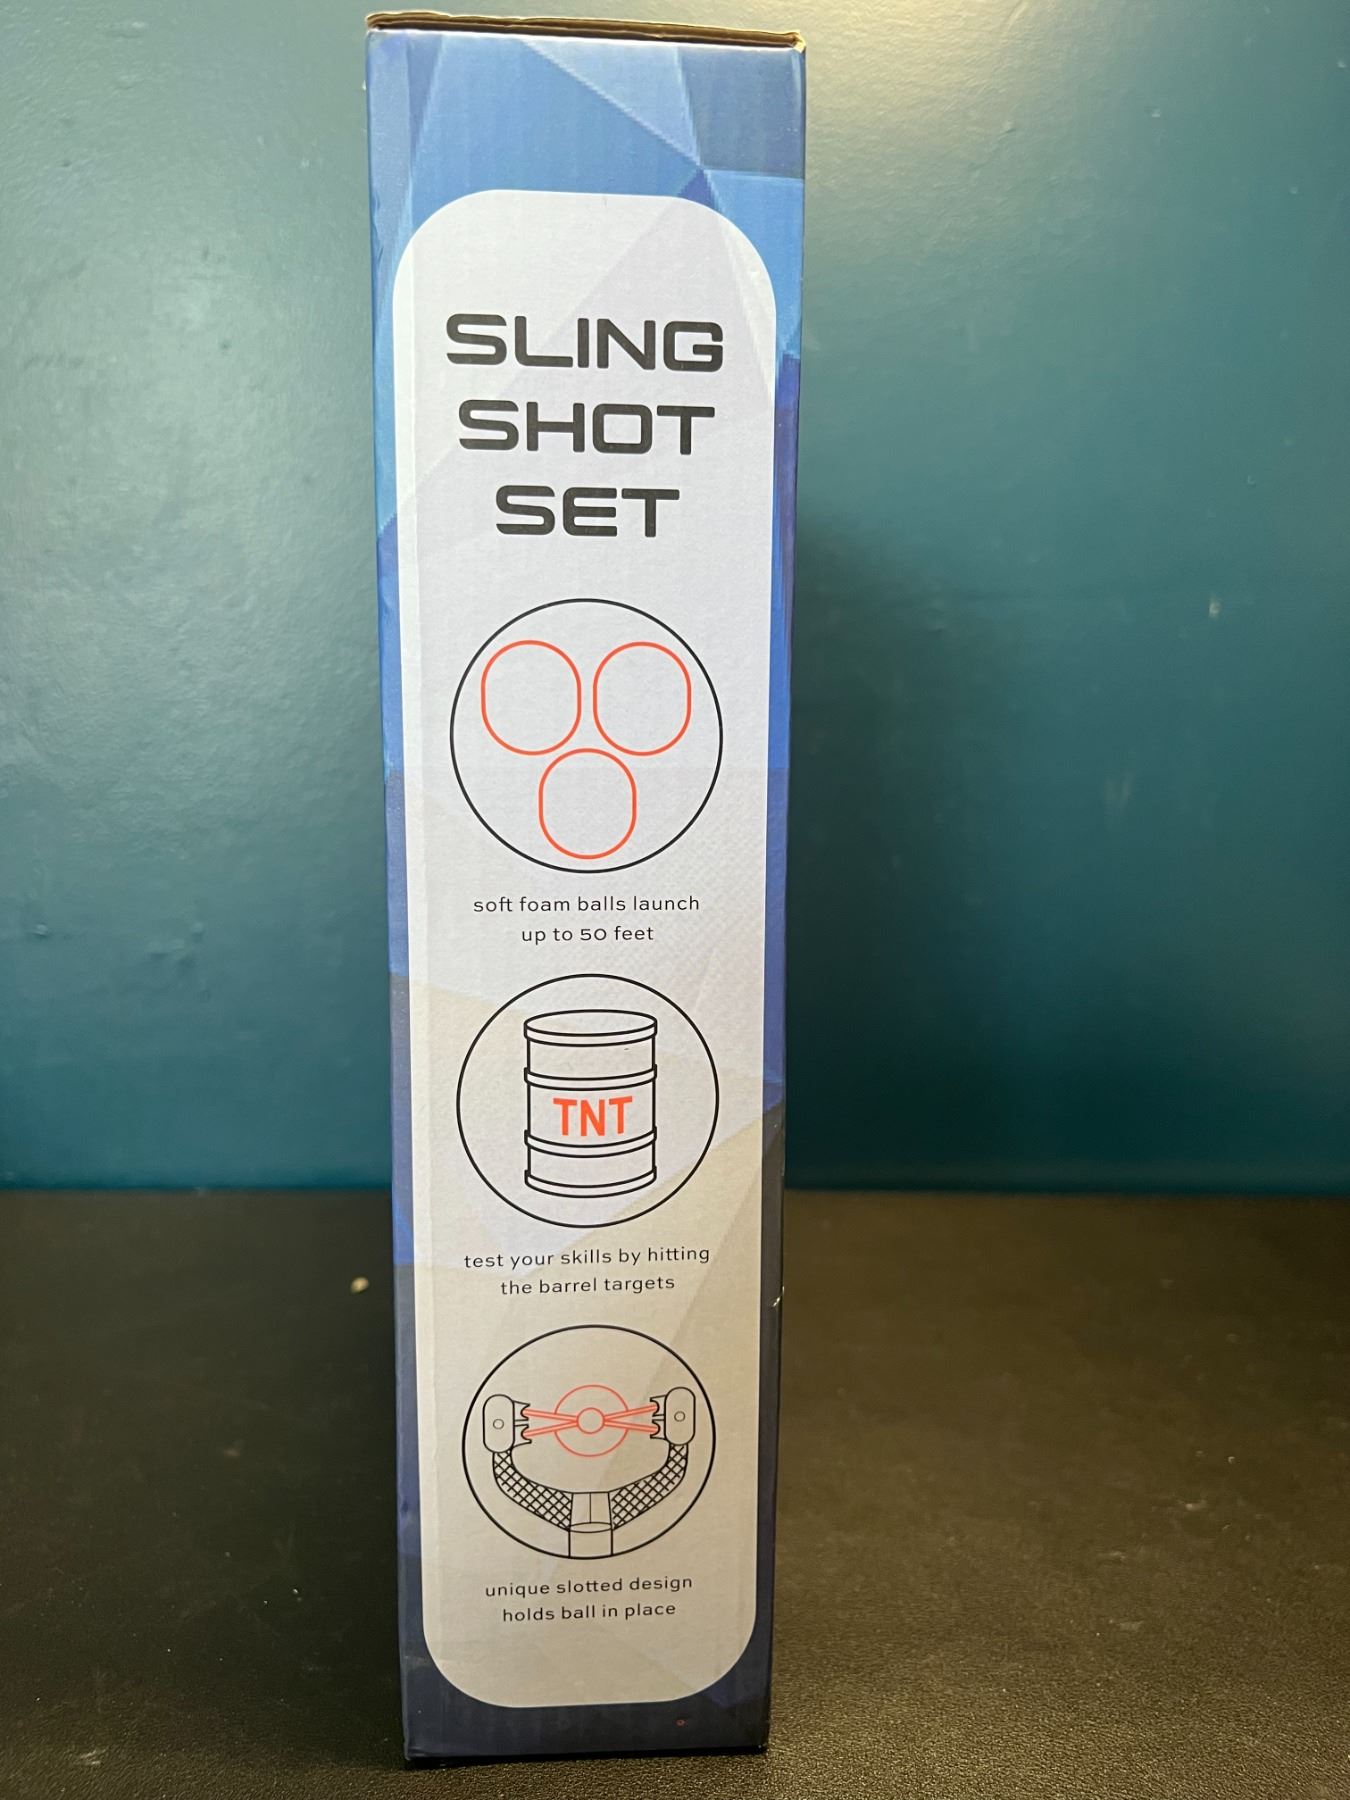 SLING
SHOT
SET
soft foam balls launch
up to 50 feet
TNT
test your skills by hitting
the barrel targets
unique slotted design
holds ball in place